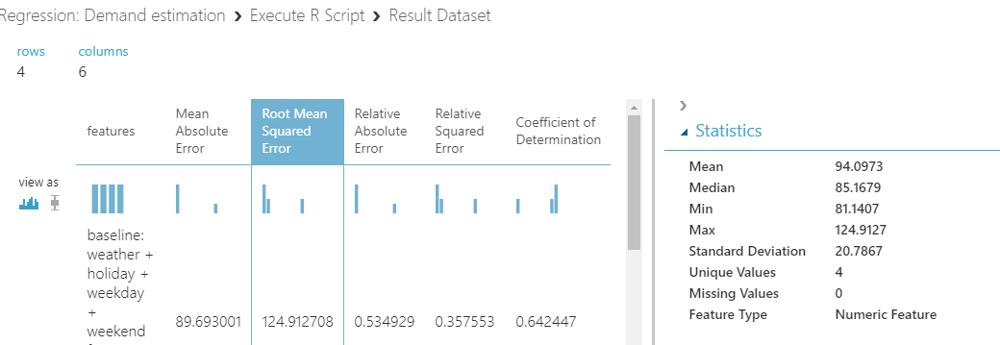 Regression: Demand estimation › Execute R Script › Result Dataset
rows columns
4 6
features
Mean
Absolute
Error
Root Mean
Squared
Error
Relative
Absolute
Error
Relative
Squared
Error
Coefficient of
Determination
view as
baseline:
weather +
holiday +
weekday
+
weekend
89.693001 124.912708 0.534929 0.357553 0.642447
Statistics
Mean 94.0973
Median 85.1679
Min 81.1407
Max 124.9127
Standard Deviation 20.7867
Unique Values 4
Missing Values 0
Feature Type Numeric Feature